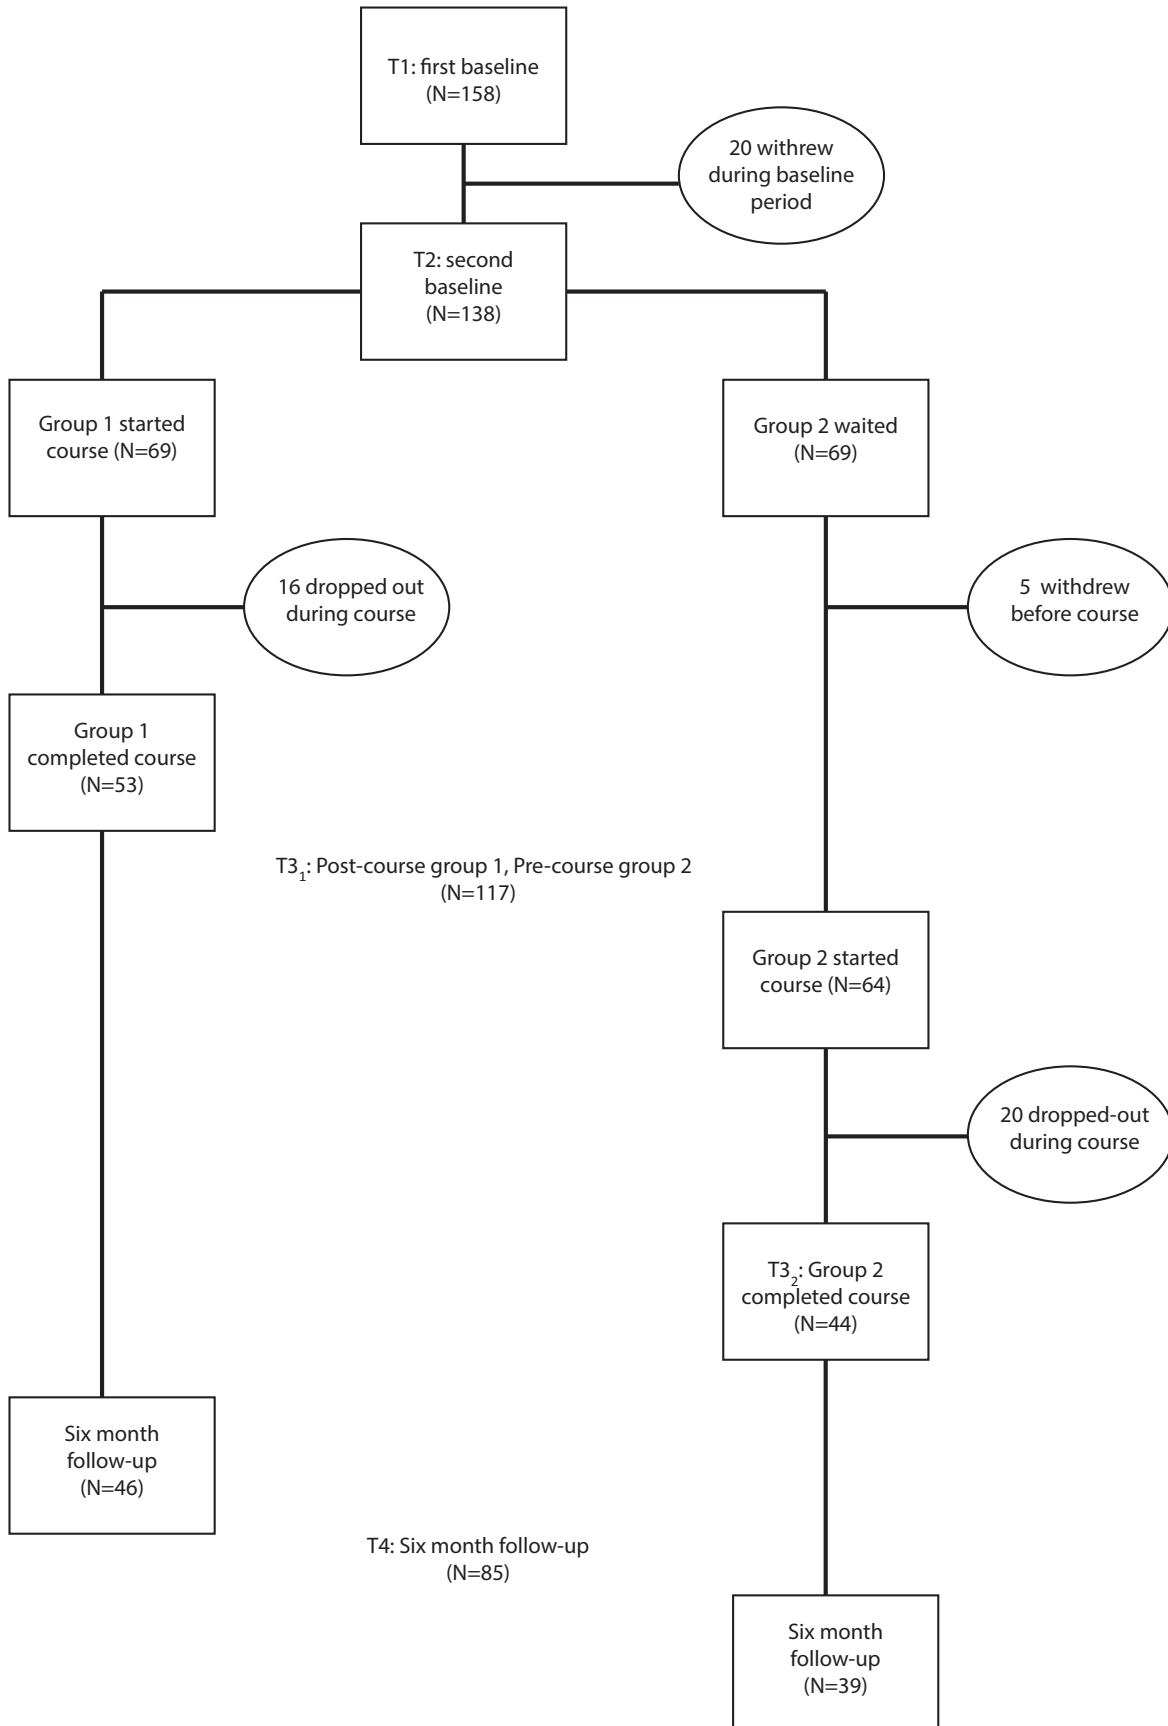 T1: first baseline
(N=158)
20 withrew
during baseline
period
T2: second
baseline
(N=138)
Group 1 started
course (N=69)
Group 2 waited
(N=69)
16 dropped out
during course
5 withdrew
before course
Group 1
completed course
(N=53)
T3₁: Post-course group 1, Pre-course group 2
(N=117)
Group 2 started
course (N=64)
20 dropped-out
during course
T3₂: Group 2
completed course
(N=44)
Six month
follow-up
(N=46)
T4: Six month follow-up
(N=85)
Six month
follow-up
(N=39)